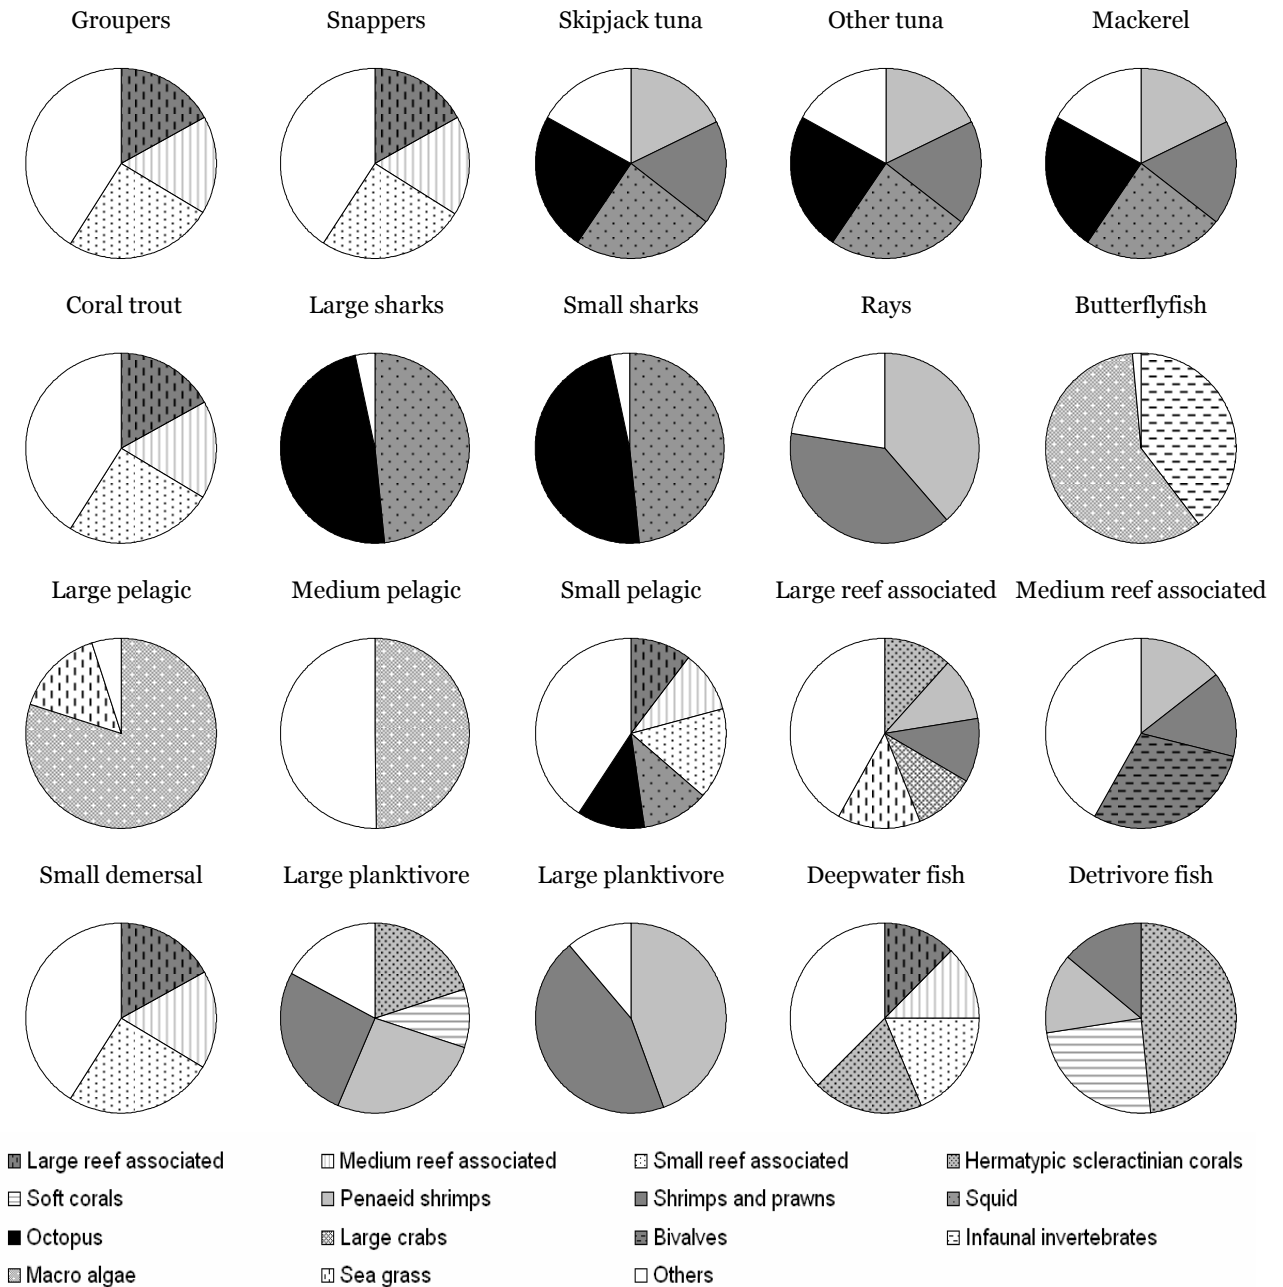 Groupers Snappers Skipjack tuna Other tuna Mackerel
Coral trout Large sharks Small sharks Rays Butterflyfish
Large pelagic Medium pelagic Small pelagic Large reef associated Medium reef associated
Small demersal Large planktivore Large planktivore Deepwater fish Detrivore fish
Large reef associated Medium reef associated Small reef associated Hermatypic scleractinian corals
Soft corals Penaeid shrimps Shrimps and prawns Squid
Octopus Large crabs Bivalves Infaunal invertebrates
Macro algae Sea grass Others